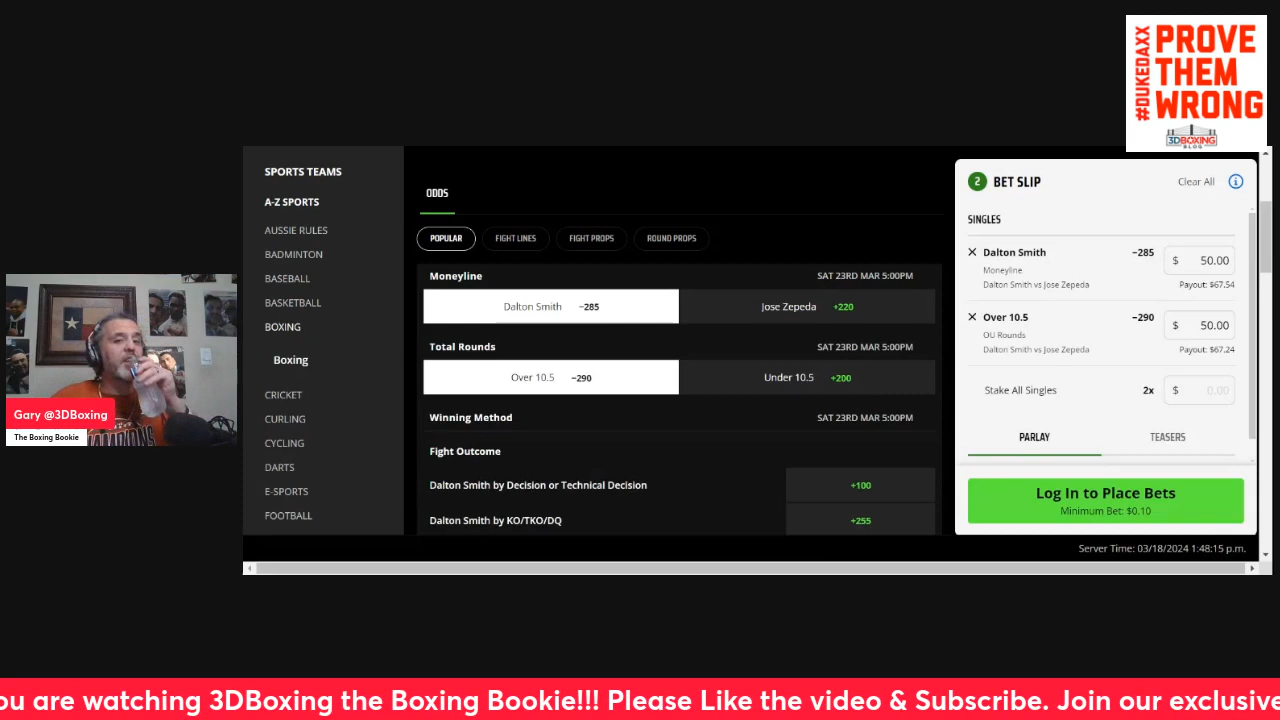 #DUKEDAXX
PROVE
THEM
WRONG
3DBOXING
BLOG
SPORTS TEAMS
A-Z SPORTS
AUSSIE RULES
BADMINTON
BASEBALL
BASKETBALL
BOXING
Boxing
CRICKET
CURLING
CYCLING
DARTS
E-SPORTS
FOOTBALL
ODDS
POPULAR FIGHT LINES FIGHT PROPS ROUND PROPS
Moneyline SAT 23RD MAR 5:00PM
Dalton Smith −285 Jose Zepeda +220
Total Rounds SAT 23RD MAR 5:00PM
Over 10.5 −290 Under 10.5 +200
Winning Method SAT 23RD MAR 5:00PM
Fight Outcome
Dalton Smith by Decision or Technical Decision +100
Dalton Smith by KO/TKO/DQ +255
2 BET SLIP Clear All
SINGLES
Dalton Smith −285 $ 50.00
Moneyline
Dalton Smith vs Jose Zepeda Payout: $67.54
Over 10.5 −290 $ 50.00
OU Rounds
Dalton Smith vs Jose Zepeda Payout: $67.24
Stake All Singles 2x $ 0.00
PARLAY TEASERS
Log In to Place Bets
Minimum Bet: $0.10
Server Time: 03/18/2024 1:48:15 p.m.
Gary @3DBoxing
The Boxing Bookie
ou are watching 3DBoxing the Boxing Bookie!!! Please Like the video & Subscribe. Join our exclusive